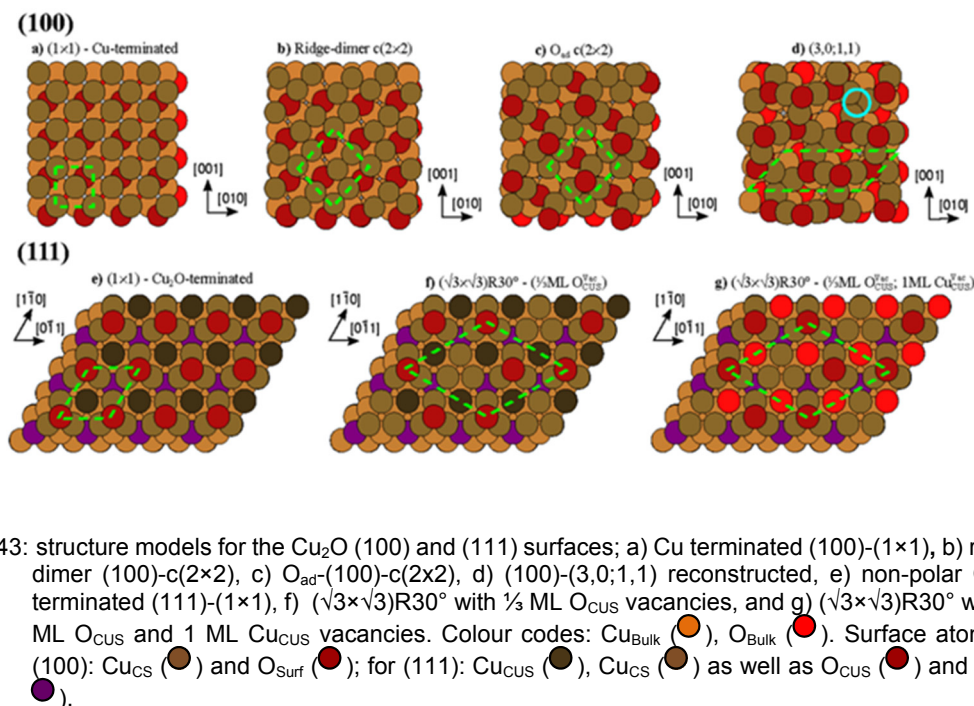 (100)
a) (1×1) - Cu-terminated
b) Ridge-dimer c(2×2)
c) Oad c(2×2)
d) (3,0;1,1)
[001]
[010]
[001]
[010]
[001]
[010]
[001]
[010]
(111)
e) (1×1) - Cu₂O-terminated
f) (√3×√3)R30° - (⅓ML O Vac. CUS)
g) (√3×√3)R30° - (⅓ML O Vac. CUS; 1ML Cu Vac. CUS)
[11̄0]
[01̄1]
[11̄0]
[01̄1]
[11̄0]
[01̄1]
43: structure models for the Cu₂O (100) and (111) surfaces; a) Cu terminated (100)-(1×1), b)
dimer (100)-c(2×2), c) Oad-(100)-c(2x2), d) (100)-(3,0;1,1) reconstructed, e) non-polar
terminated (111)-(1×1), f) (√3×√3)R30° with ⅓ ML OCUS vacancies, and g) (√3×√3)R30°
ML OCUS and 1 ML CuCUS vacancies. Colour codes: CuBulk ( ), OBulk ( ). Surface
(100): CuCS ( ) and OSurf ( ); for (111): CuCUS ( ), CuCS ( ) as well as OCUS ( ) and
).